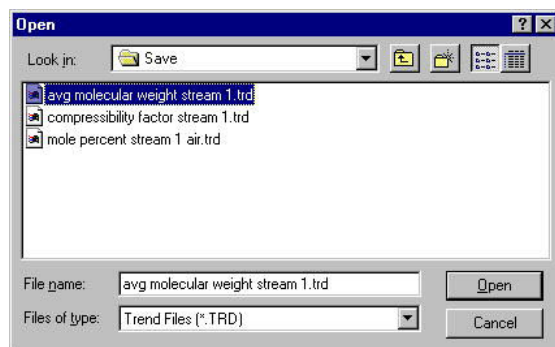 Open
Look in: Save
avg molecular weight stream 1.trd
compressibility factor stream 1.trd
mole percent stream 1 air.trd
File name: avg molecular weight stream 1.trd Open
Files of type: Trend Files (*.TRD) Cancel